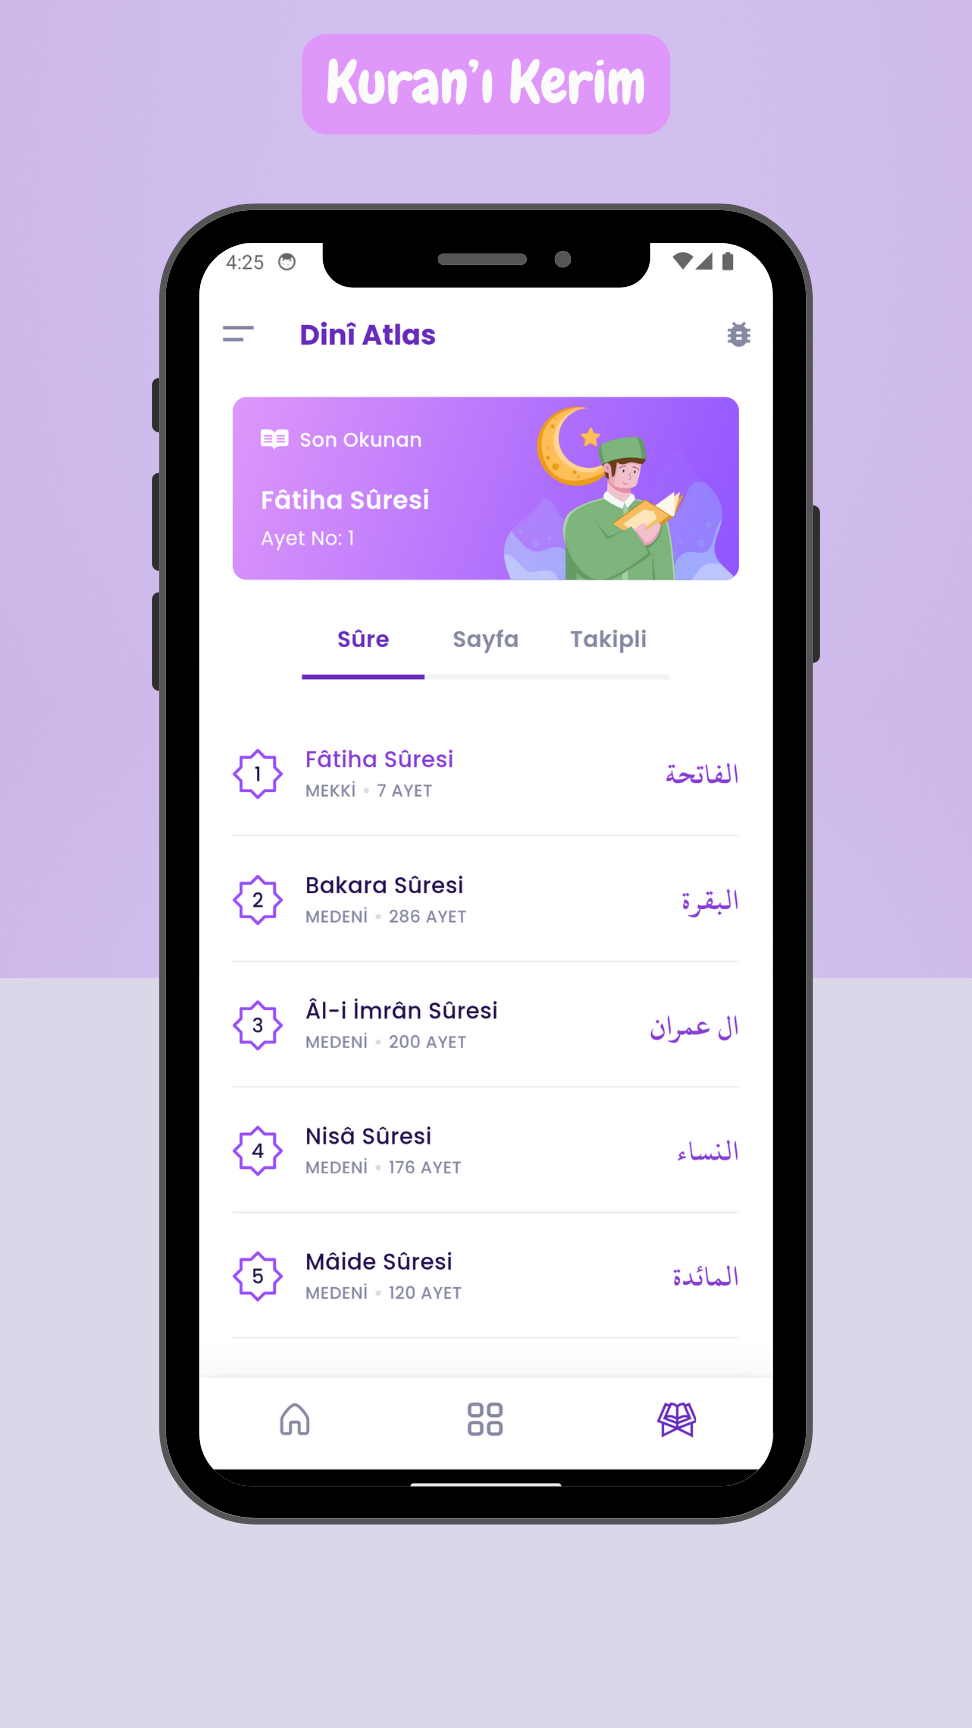 Kuran'ı Kerim
4:25
Dinî Atlas
Son Okunan
Fâtiha Sûresi
Ayet No: 1
Sûre Sayfa Takipli
1 Fâtiha Sûresi الفاتحة
MEKKİ • 7 AYET
2 Bakara Sûresi البقرة
MEDENİ • 286 AYET
3 Âl-i İmrân Sûresi ال عمران
MEDENİ • 200 AYET
4 Nisâ Sûresi النساء
MEDENİ • 176 AYET
5 Mâide Sûresi المائدة
MEDENİ • 120 AYET